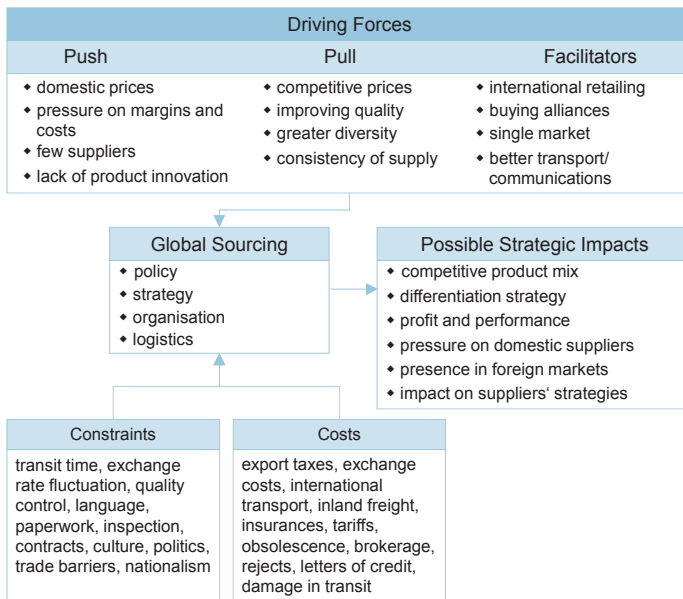 Driving Forces
Push
Pull
Facilitators
◆ domestic prices
◆ pressure on margins and
costs
◆ few suppliers
◆ lack of product innovation
◆ competitive prices
◆ improving quality
◆ greater diversity
◆ consistency of supply
◆ international retailing
◆ buying alliances
◆ single market
◆ better transport/
communications
Global Sourcing
◆ policy
◆ strategy
◆ organisation
◆ logistics
Possible Strategic Impacts
◆ competitive product mix
◆ differentiation strategy
◆ profit and performance
◆ pressure on domestic suppliers
◆ presence in foreign markets
◆ impact on suppliers‘ strategies
Constraints
transit time, exchange
rate fluctuation, quality
control, language,
paperwork, inspection,
contracts, culture, politics,
trade barriers, nationalism
Costs
export taxes, exchange
costs, international
transport, inland freight,
insurances, tariffs,
obsolescence, brokerage,
rejects, letters of credit,
damage in transit